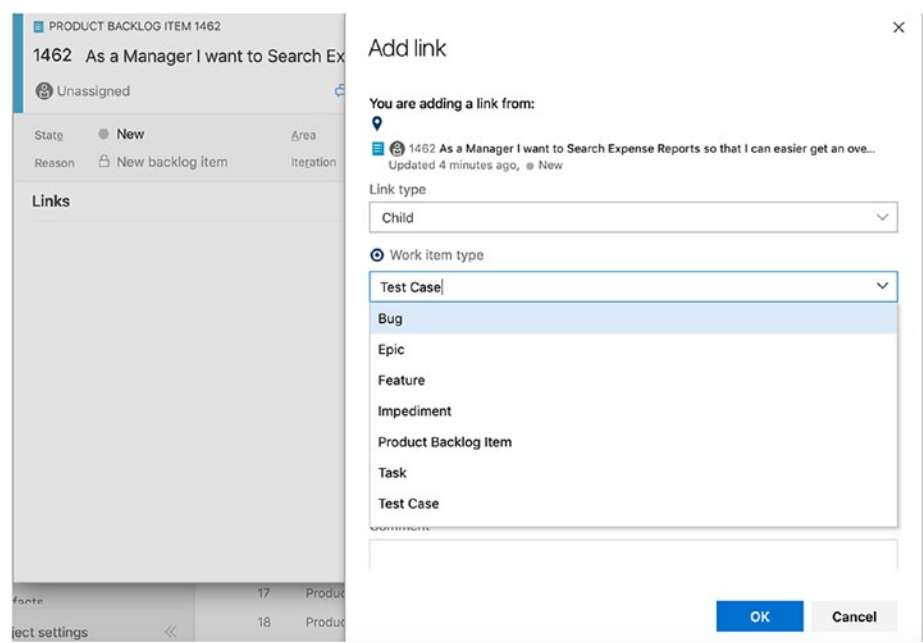 PRODUCT BACKLOG ITEM 1462
1462 As a Manager I want to Search Ex
Unassigned
State New Area
Reason New backlog item Iteration
Links
17 Produc
18 Produc
facts
ject settings
Add link
You are adding a link from:
1462 As a Manager I want to Search Expense Reports so that I can easier get an ove...
Updated 4 minutes ago, New
Link type
Child
Work item type
Test Case
Bug
Epic
Feature
Impediment
Product Backlog Item
Task
Test Case
Comment
OK Cancel